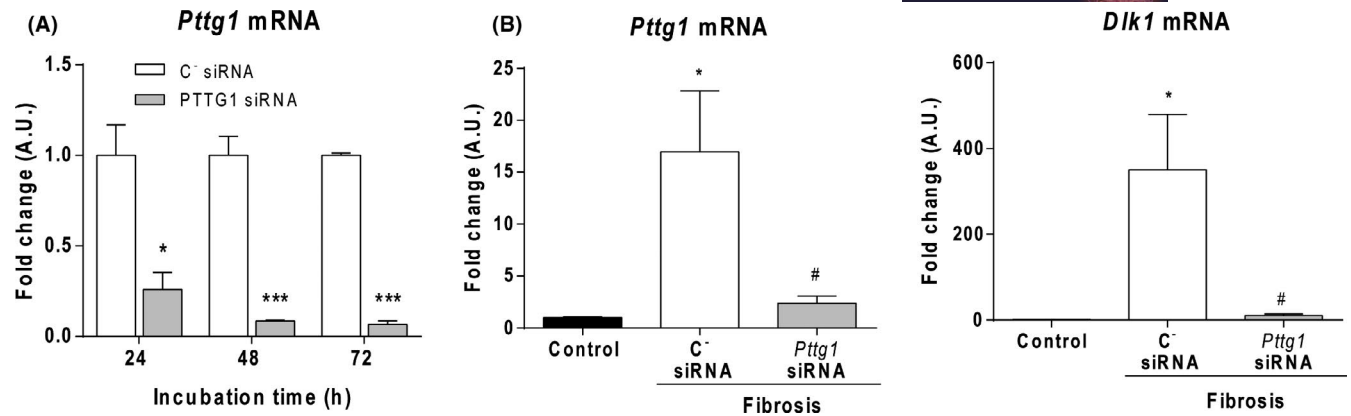 (A)
Pttg1 mRNA
Fold change (A.U.)
1.5
1.0
0.5
0.0
C⁻ siRNA
PTTG1 siRNA
*
***
***
24 48 72
Incubation time (h)
(B)
Pttg1 mRNA
Fold change (A.U.)
25
20
15
10
5
0
*
#
Control C⁻ Pttg1
siRNA siRNA
Fibrosis
Dlk1 mRNA
Fold change (A.U.)
600
400
200
0
*
#
Control C⁻ Pttg1
siRNA siRNA
Fibrosis